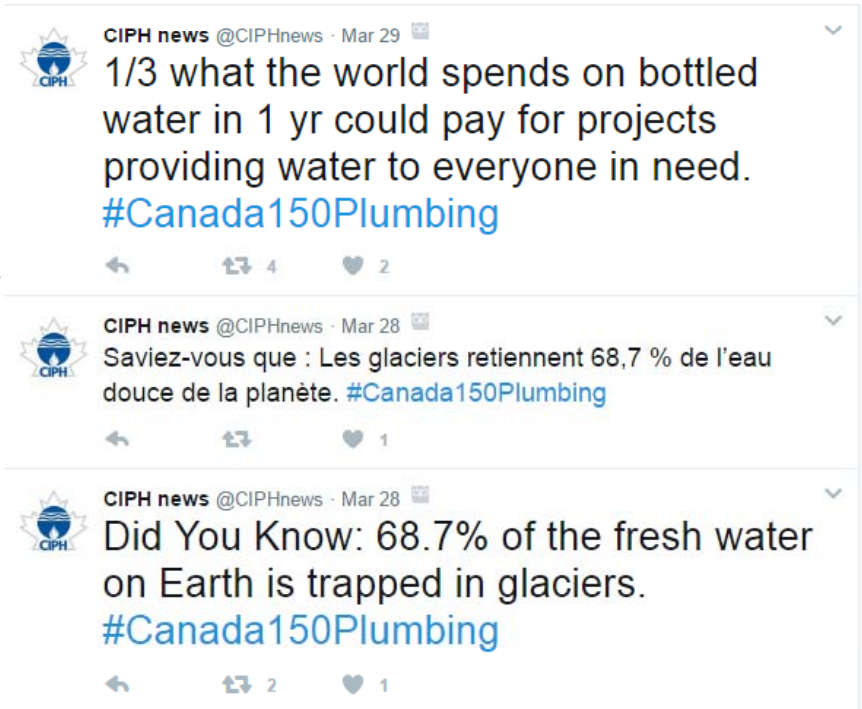 CIPH news @CIPHnews · Mar 29
CIPH
1/3 what the world spends on bottled
water in 1 yr could pay for projects
providing water to everyone in need.
#Canada150Plumbing
4 2
CIPH news @CIPHnews · Mar 28
CIPH
Saviez-vous que : Les glaciers retiennent 68,7 % de l’eau
douce de la planète. #Canada150Plumbing
1
CIPH news @CIPHnews · Mar 28
CIPH
Did You Know: 68.7% of the fresh water
on Earth is trapped in glaciers.
#Canada150Plumbing
2 1